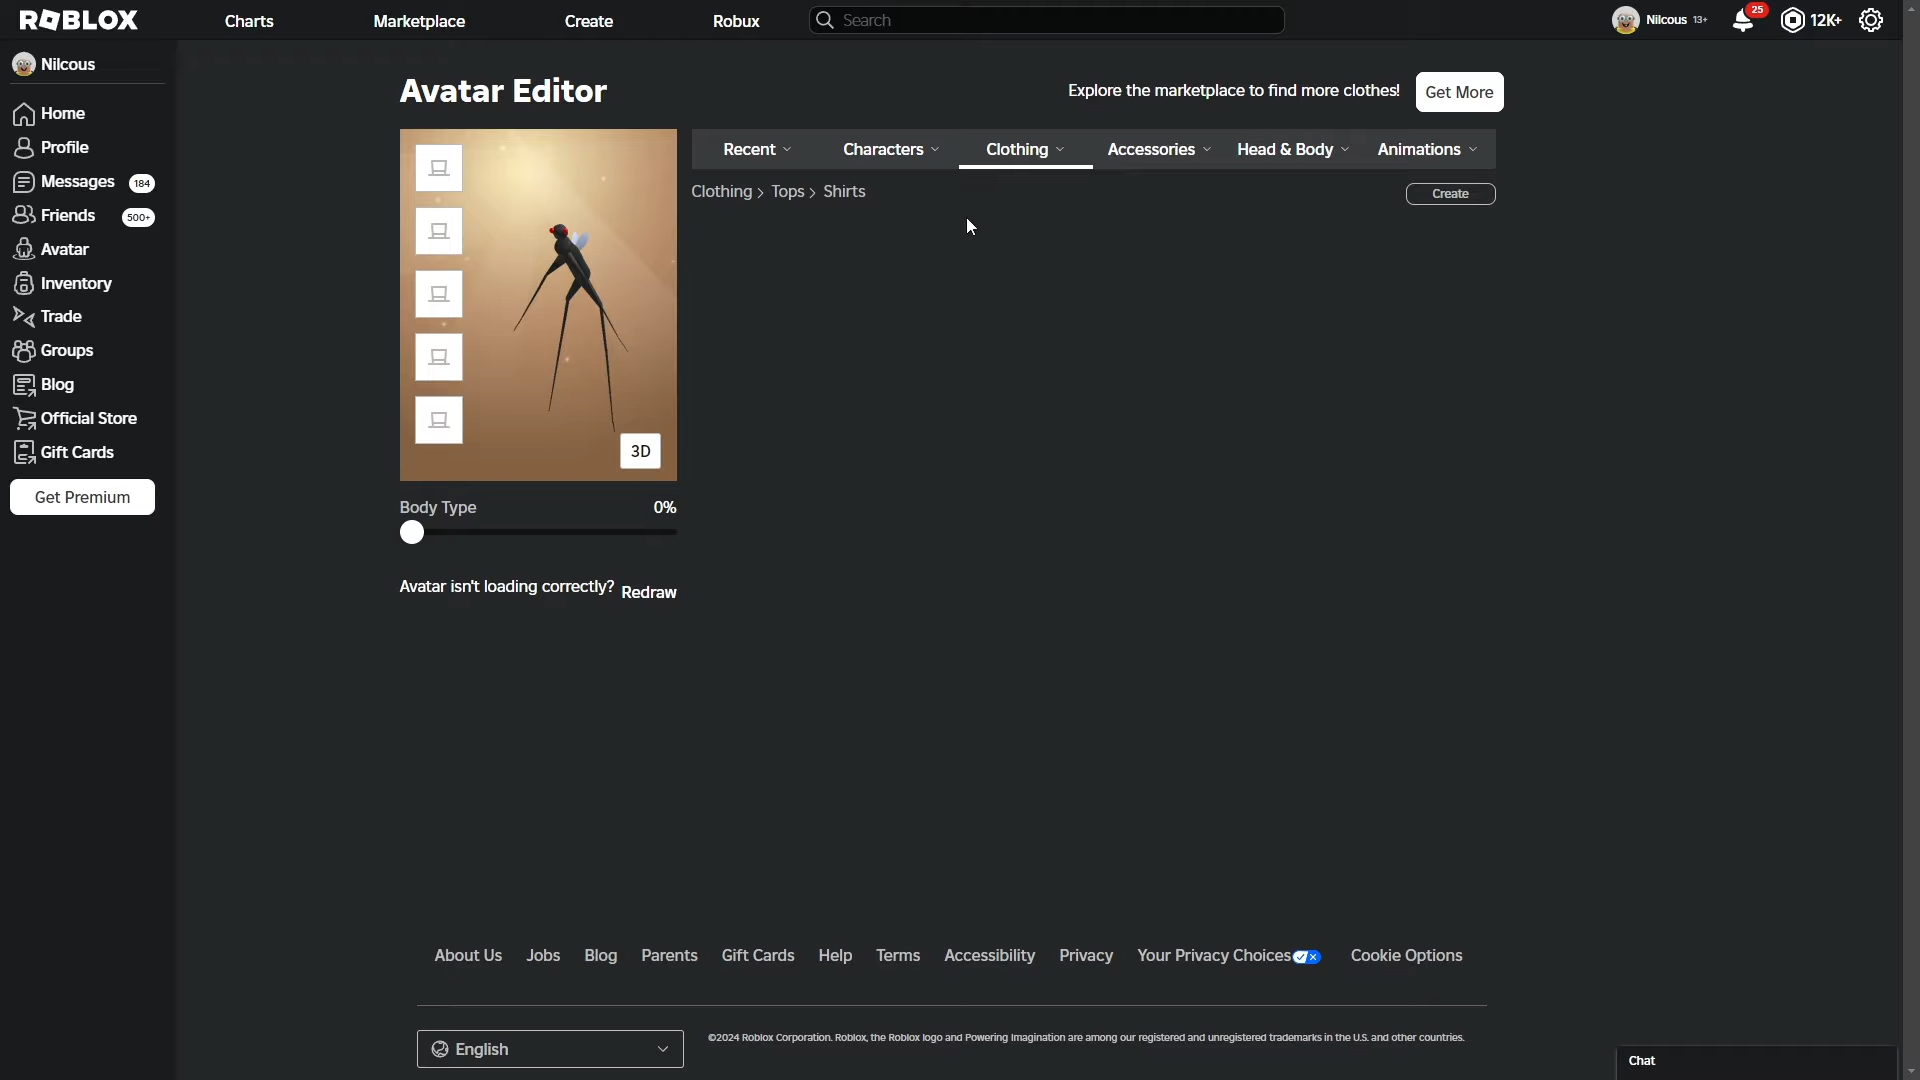 ROBLOX
Charts
Marketplace
Create
Robux
Search
Nilcous 13+
25
12K+
Nilcous
Home
Profile
Messages 184
Friends 500+
Avatar
Inventory
Trade
Groups
Blog
Official Store
Gift Cards
Get Premium
Avatar Editor
Explore the marketplace to find more clothes! Get More
Recent
Characters
Clothing
Accessories
Head & Body
Animations
Clothing > Tops > Shirts
Create
3D
Body Type 0%
Avatar isn't loading correctly? Redraw
About Us
Jobs
Blog
Parents
Gift Cards
Help
Terms
Accessibility
Privacy
Your Privacy Choices
Cookie Options
English
©2024 Roblox Corporation. Roblox, the Roblox logo and Powering Imagination are among our registered and unregistered trademarks in the U.S. and other countries.
Chat